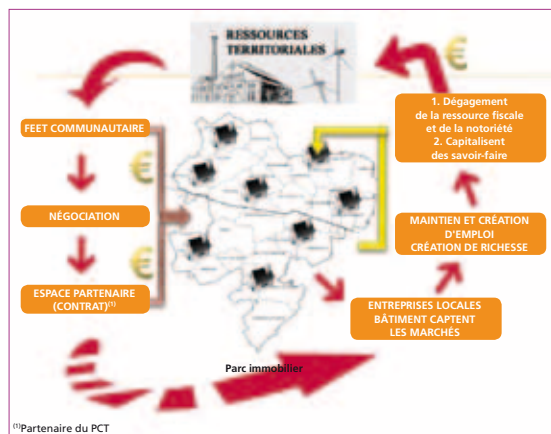 RESSOURCES
TERRITORIALES
€
€
1. Dégagement
de la ressource fiscale
et de la notoriété
2. Capitalisent
des savoir-faire
FEET COMMUNAUTAIRE
€
NÉGOCIATION
MAINTIEN ET CRÉATION
D'EMPLOI
CRÉATION DE RICHESSE
€
ESPACE PARTENAIRE
(CONTRAT)(1)
ENTREPRISES LOCALES
BÂTIMENT CAPTENT
LES MARCHÉS
Parc immobilier
(1)Partenaire du PCT